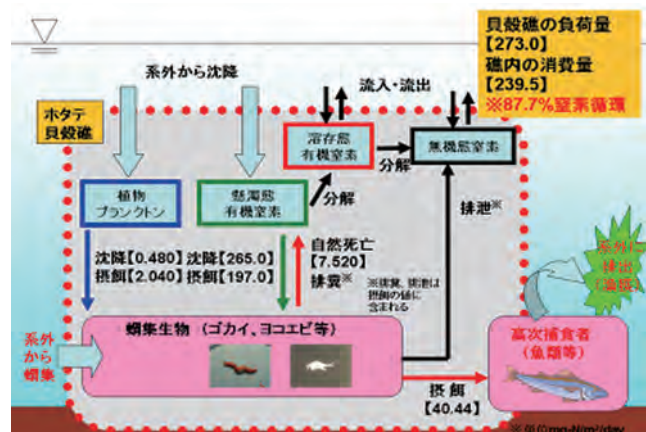 貝殻礁の負荷量
【273.0】
礁内の消費量
【239.5】
※87.7%窒素循環
系外から沈降
流入・流出
ホタテ
貝殻礁
溶存態
有機窒素
無機態窒素
分解
植物
プランクトン
懸濁態
有機窒素
分解
排泄※
沈降【0.480】
摂餌【2.040】
沈降【265.0】
摂餌【197.0】
自然死亡
【7.520】
排糞※
※排糞、排泄は
摂餌の値に
含まれる
系外に
排出
(漁獲)
系外
から
蝟集
蝟集生物(ゴカイ、ヨコエビ等)
高次捕食者
(魚類等)
摂餌
【40.44】
※単位mg-N/m²/day